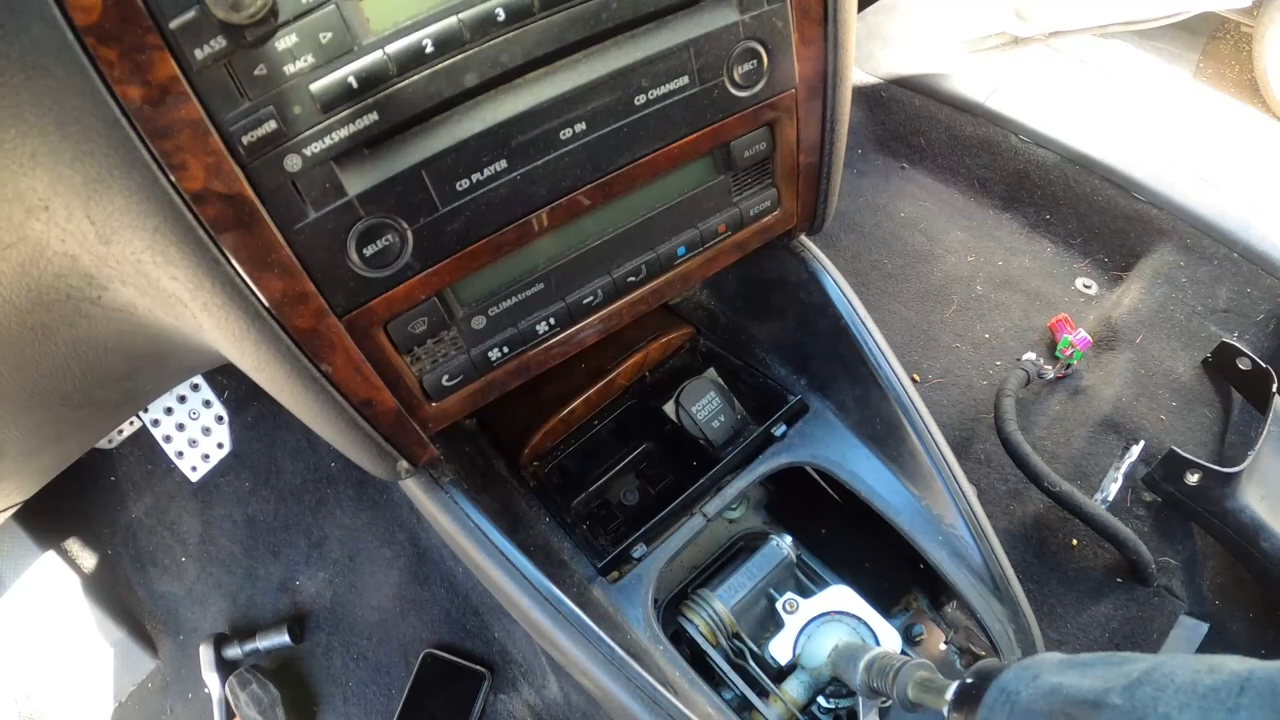 BASS
SEEK
TRACK
1
2
3
POWER
VOLKSWAGEN
CD PLAYER
CD IN
CD CHANGER
EJECT
SELECT
AUTO
ECON
CLIMAtronic
POWER
OUTLET
12 V